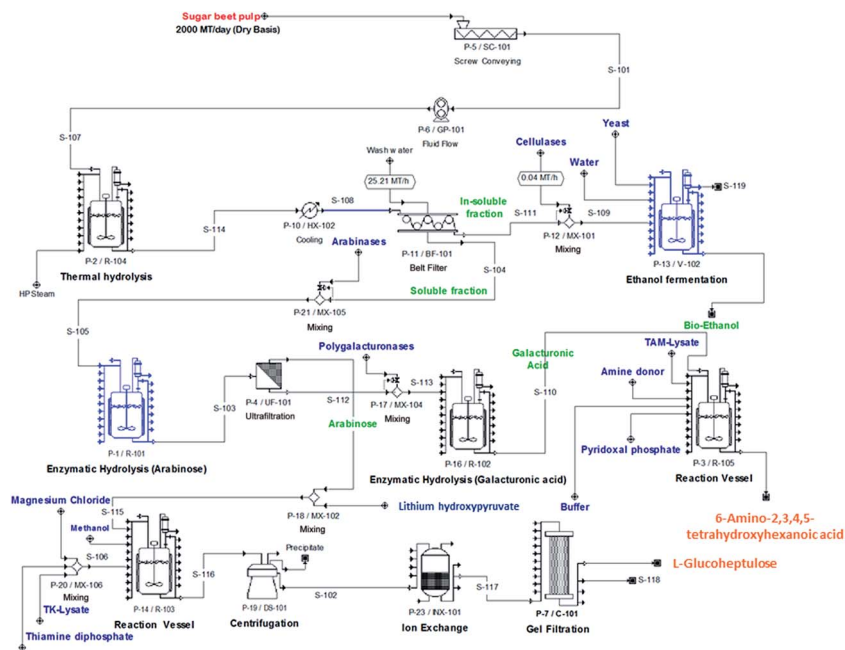 Sugar beet pulp
2000 MT/day (Dry Basis)
P-5 / SC-101
Screw Conveying
S-101
P-6 / GP-101
Fluid Flow
S-107
Wash water
25.21 MT/h
Cellulases
0.04 MT/h
Water
Yeast
S-119
P-2 / R-104
Thermal hydrolysis
HP Steam
S-114
S-108
P-10 / HX-102
Cooling
In-soluble
fraction
S-111
S-109
P-12 / MX-101
Mixing
P-13 / V-102
Ethanol fermentation
P-11 / BF-101
Belt Filter
S-104
Arabinases
Soluble fraction
P-21 / MX-105
Mixing
S-105
Bio-Ethanol
Polygalacturonases
Galacturonic
Acid
TAM-Lysate
Amine donor
S-103
P-4 / UF-101
Ultrafiltration
S-112
S-113
P-17 / MX-104
Mixing
S-110
Arabinose
P-1 / R-101
Enzymatic Hydrolysis (Arabinose)
P-16 / R-102
Enzymatic Hydrolysis (Galacturonic acid)
Pyridoxal phosphate
P-3 / R-105
Reaction Vessel
Buffer
Magnesium Chloride
S-115
Methanol
P-18 / MX-102
Mixing
Lithium hydroxypyruvate
6-Amino-2,3,4,5-
tetrahydroxyhexanoic acid
S-106
P-20 / MX-106
Mixing
TK-Lysate
Thiamine diphosphate
P-14 / R-103
Reaction Vessel
S-116
Precipitate
P-19 / DS-101
Centrifugation
S-102
P-23 / INX-101
Ion Exchange
S-117
P-7 / C-101
Gel Filtration
L-Glucoheptulose
S-118